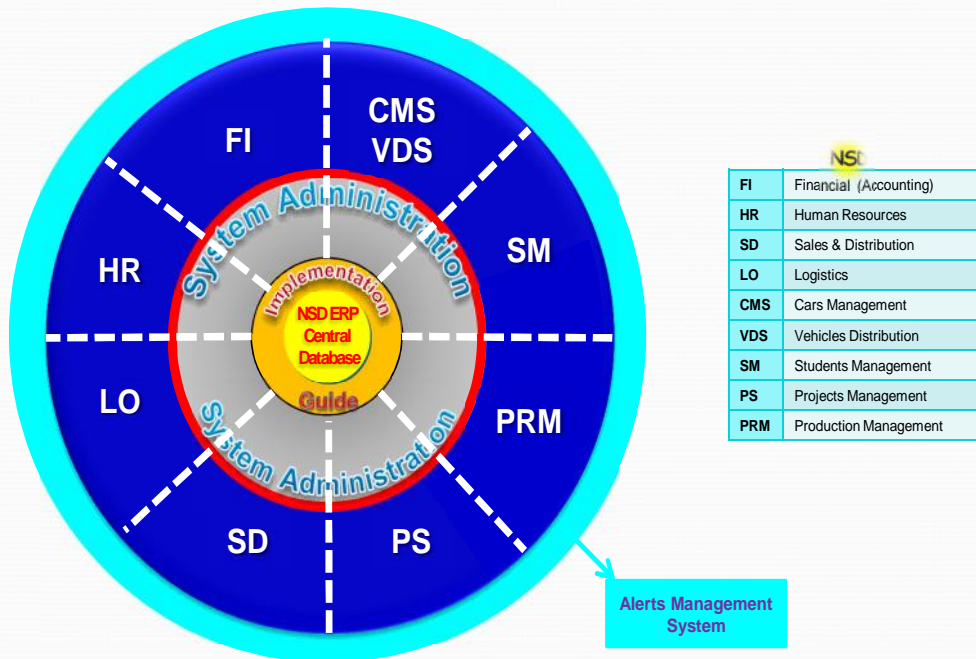 CMS
VDS
FI
SM
HR
LO
PRM
SD
PS
System Administration
Implementation
NSD ERP
Central
Database
Guide
System Administration
NSD
FI Financial (Accounting)
HR Human Resources
SD Sales & Distribution
LO Logistics
CMS Cars Management
VDS Vehicles Distribution
SM Students Management
PS Projects Management
PRM Production Management
Alerts Management
System